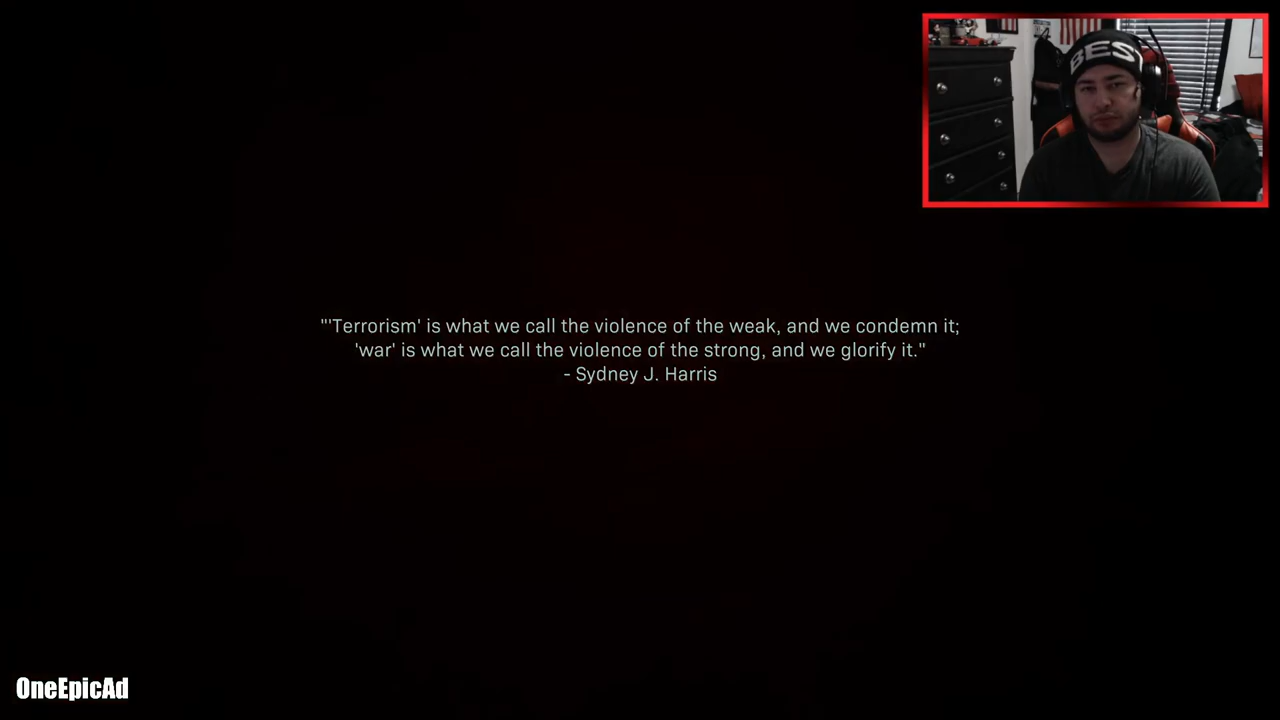 BES
"'Terrorism' is what we call the violence of the weak, and we condemn it;
'war' is what we call the violence of the strong, and we glorify it."
- Sydney J. Harris
OneEpicAd